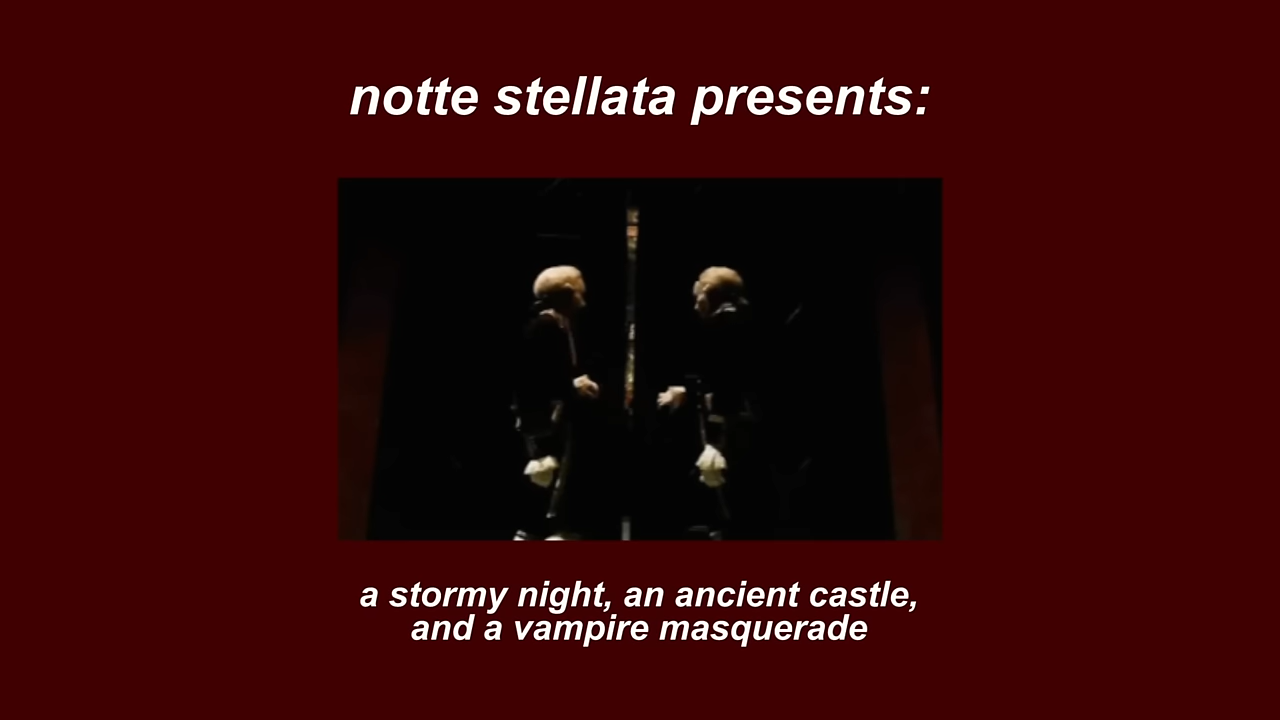 notte stellata presents:
a stormy night, an ancient castle,
and a vampire masquerade